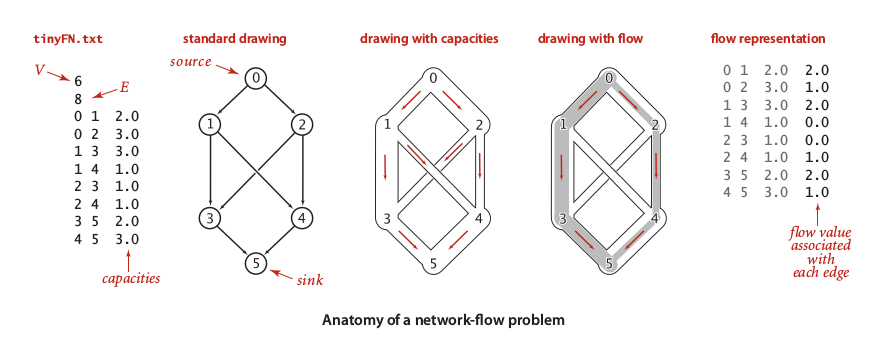 tinyFN.txt
V
6
E
8
0 1 2.0
0 2 3.0
1 3 3.0
1 4 1.0
2 3 1.0
2 4 1.0
3 5 2.0
4 5 3.0
capacities
standard drawing
source
0
1 2
3 4
5
sink
drawing with capacities
0
1 2
3 4
5
drawing with flow
0
1 2
3 4
5
flow representation
0 1 2.0 2.0
0 2 3.0 1.0
1 3 3.0 2.0
1 4 1.0 0.0
2 3 1.0 0.0
2 4 1.0 1.0
3 5 2.0 2.0
4 5 3.0 1.0
flow value
associated
with
each edge
Anatomy of a network-flow problem